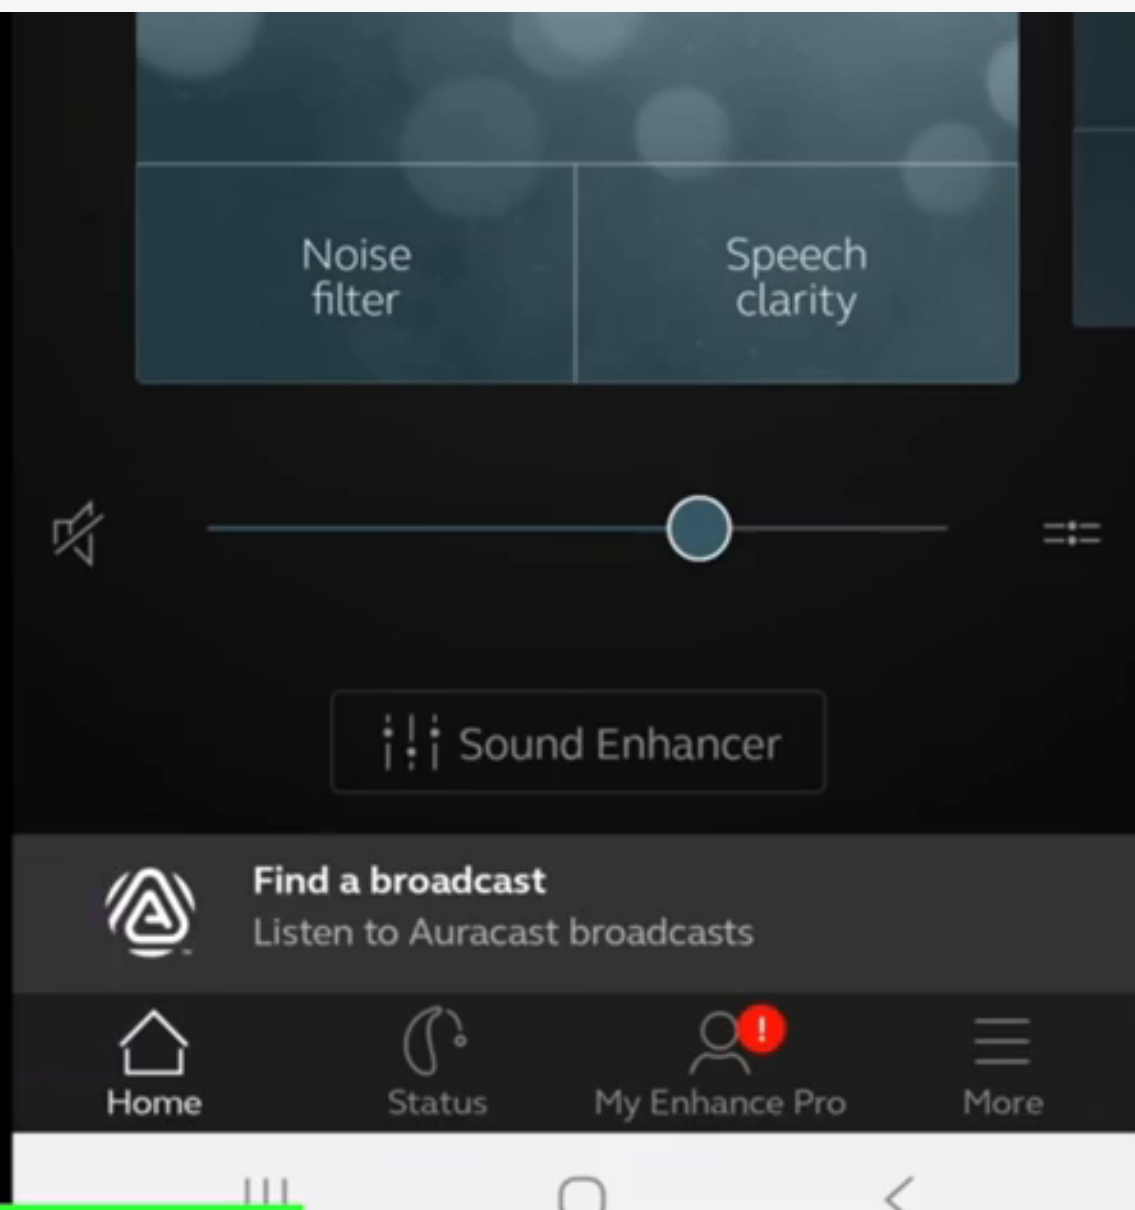 Noise
filter
Speech
clarity
Sound Enhancer
Find a broadcast
Listen to Auracast broadcasts
!
Home
Status
My Enhance Pro
More